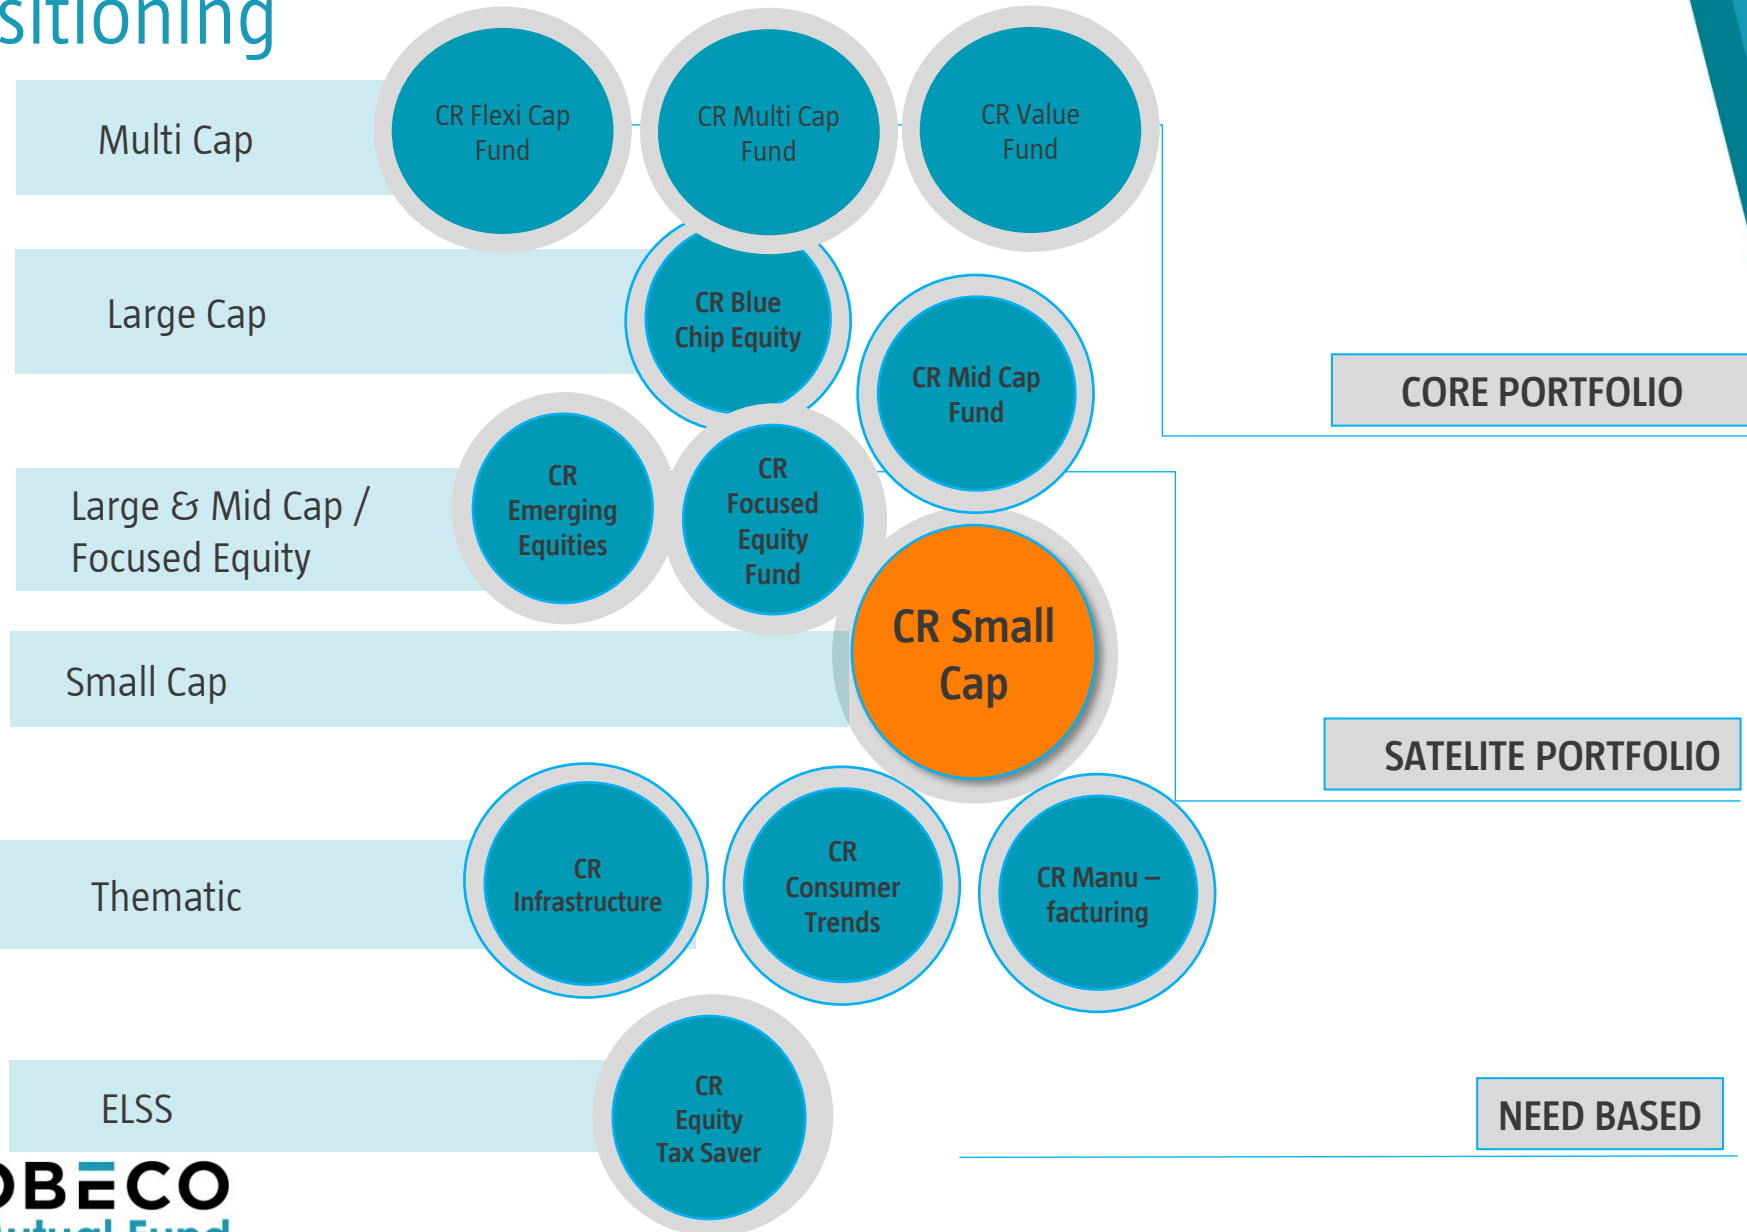 sitioning
Multi Cap
CR Flexi Cap
Fund
CR Multi Cap
Fund
CR Value
Fund
Large Cap
CR Blue
Chip Equity
CR Mid Cap
Fund
CORE PORTFOLIO
Large & Mid Cap /
Focused Equity
CR
Emerging
Equities
CR
Focused
Equity
Fund
Small Cap
CR Small
Cap
SATELITE PORTFOLIO
Thematic
CR
Infrastructure
CR
Consumer
Trends
CR Manu –
facturing
ELSS
CR
Equity
Tax Saver
NEED BASED
OBECO
Mutual Fund